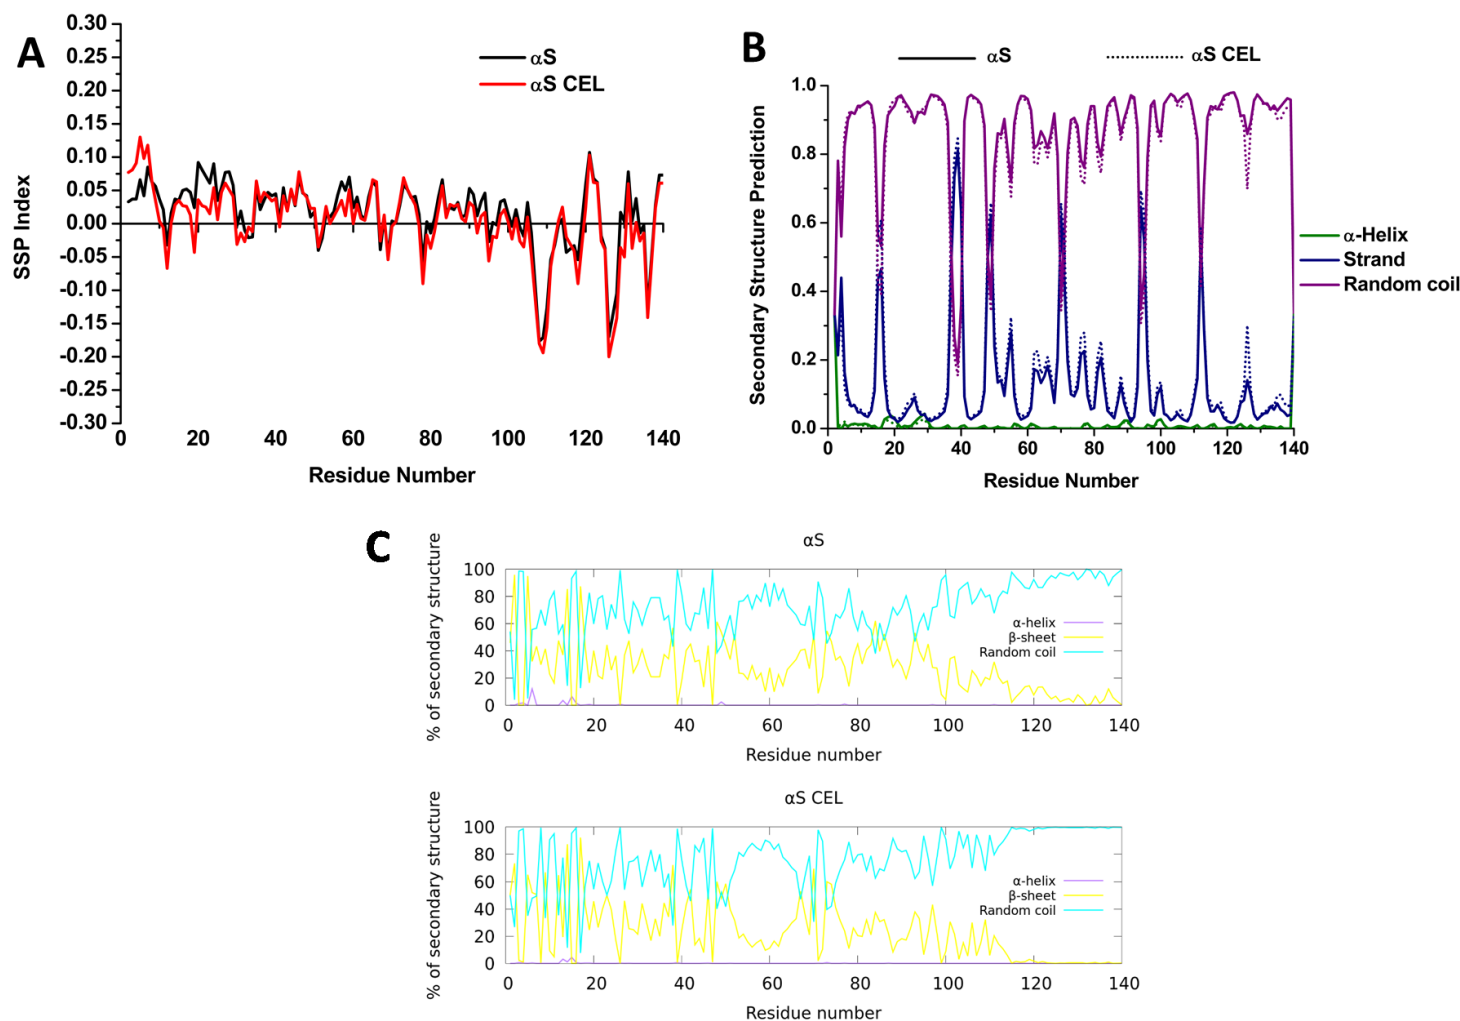 A
0.30
0.25
0.20
0.15
0.10
0.05
0.00
-0.05
-0.10
-0.15
-0.20
-0.25
-0.30
SSP Index
αS
αS CEL
0 20 40 60 80 100 120 140
Residue Number
B
αS αS CEL
1.0
0.8
0.6
0.4
0.2
0.0
Secondary Structure Prediction
α-Helix
Strand
Random coil
0 20 40 60 80 100 120 140
Residue Number
C
αS
100
80
60
40
20
0
% of secondary structure
α-helix
β-sheet
Random coil
0 20 40 60 80 100 120 140
Residue number
αS CEL
100
80
60
40
20
0
% of secondary structure
α-helix
β-sheet
Random coil
0 20 40 60 80 100 120 140
Residue number